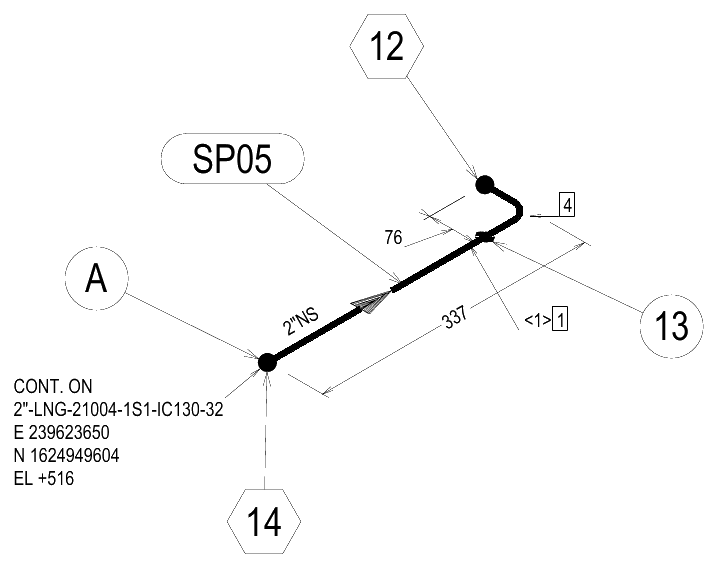 12
SP05
4
76
A
2"NS
337
<1> 1
13
CONT. ON
2"-LNG-21004-1S1-IC130-32
E 239623650
N 1624949604
EL +516
14